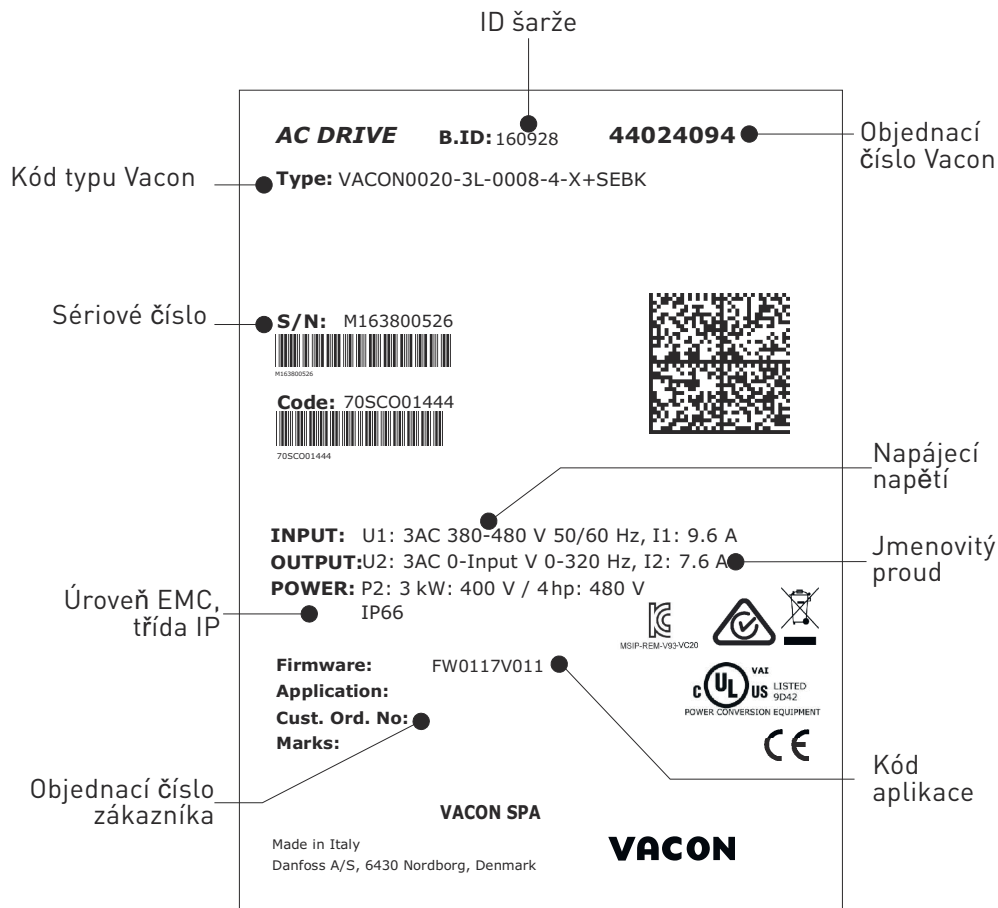 ID šarže
AC DRIVE B.ID: 160928 44024094
Objednací
číslo Vacon
Kód typu Vacon
Type: VACON0020-3L-0008-4-X+SEBK
Sériové číslo
S/N: M163800526
M163800526
Code: 70SCO01444
70SCO01444
Napájecí
napětí
INPUT: U1: 3AC 380-480 V 50/60 Hz, I1: 9.6 A
OUTPUT: U2: 3AC 0-Input V 0-320 Hz, I2: 7.6 A
Jmenovitý
proud
POWER: P2: 3 kW: 400 V / 4hp: 480 V
IP66
Úroveň EMC,
třída IP
MSIP-REM-V93-VC20
Firmware: FW0117V011
Application:
Cust. Ord. No:
Marks:
VAI
C UL US LISTED
9D42
POWER CONVERSION EQUIPMENT
CE
Kód
aplikace
Objednací číslo
zákazníka
VACON SPA
Made in Italy
Danfoss A/S, 6430 Nordborg, Denmark
VACON